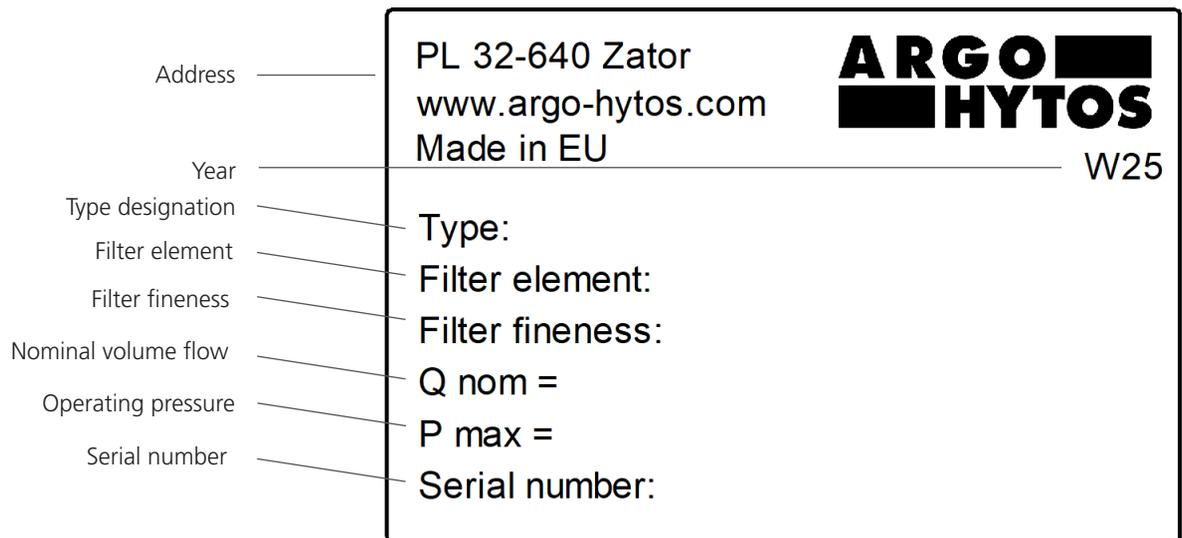 Address
PL 32-640 Zator
ARGO
www.argo-hytos.com
HYTOS
Made in EU
Year
W25
Type designation
Type:
Filter element
Filter element:
Filter fineness
Filter fineness:
Nominal volume flow
Q nom =
Operating pressure
P max =
Serial number
Serial number: